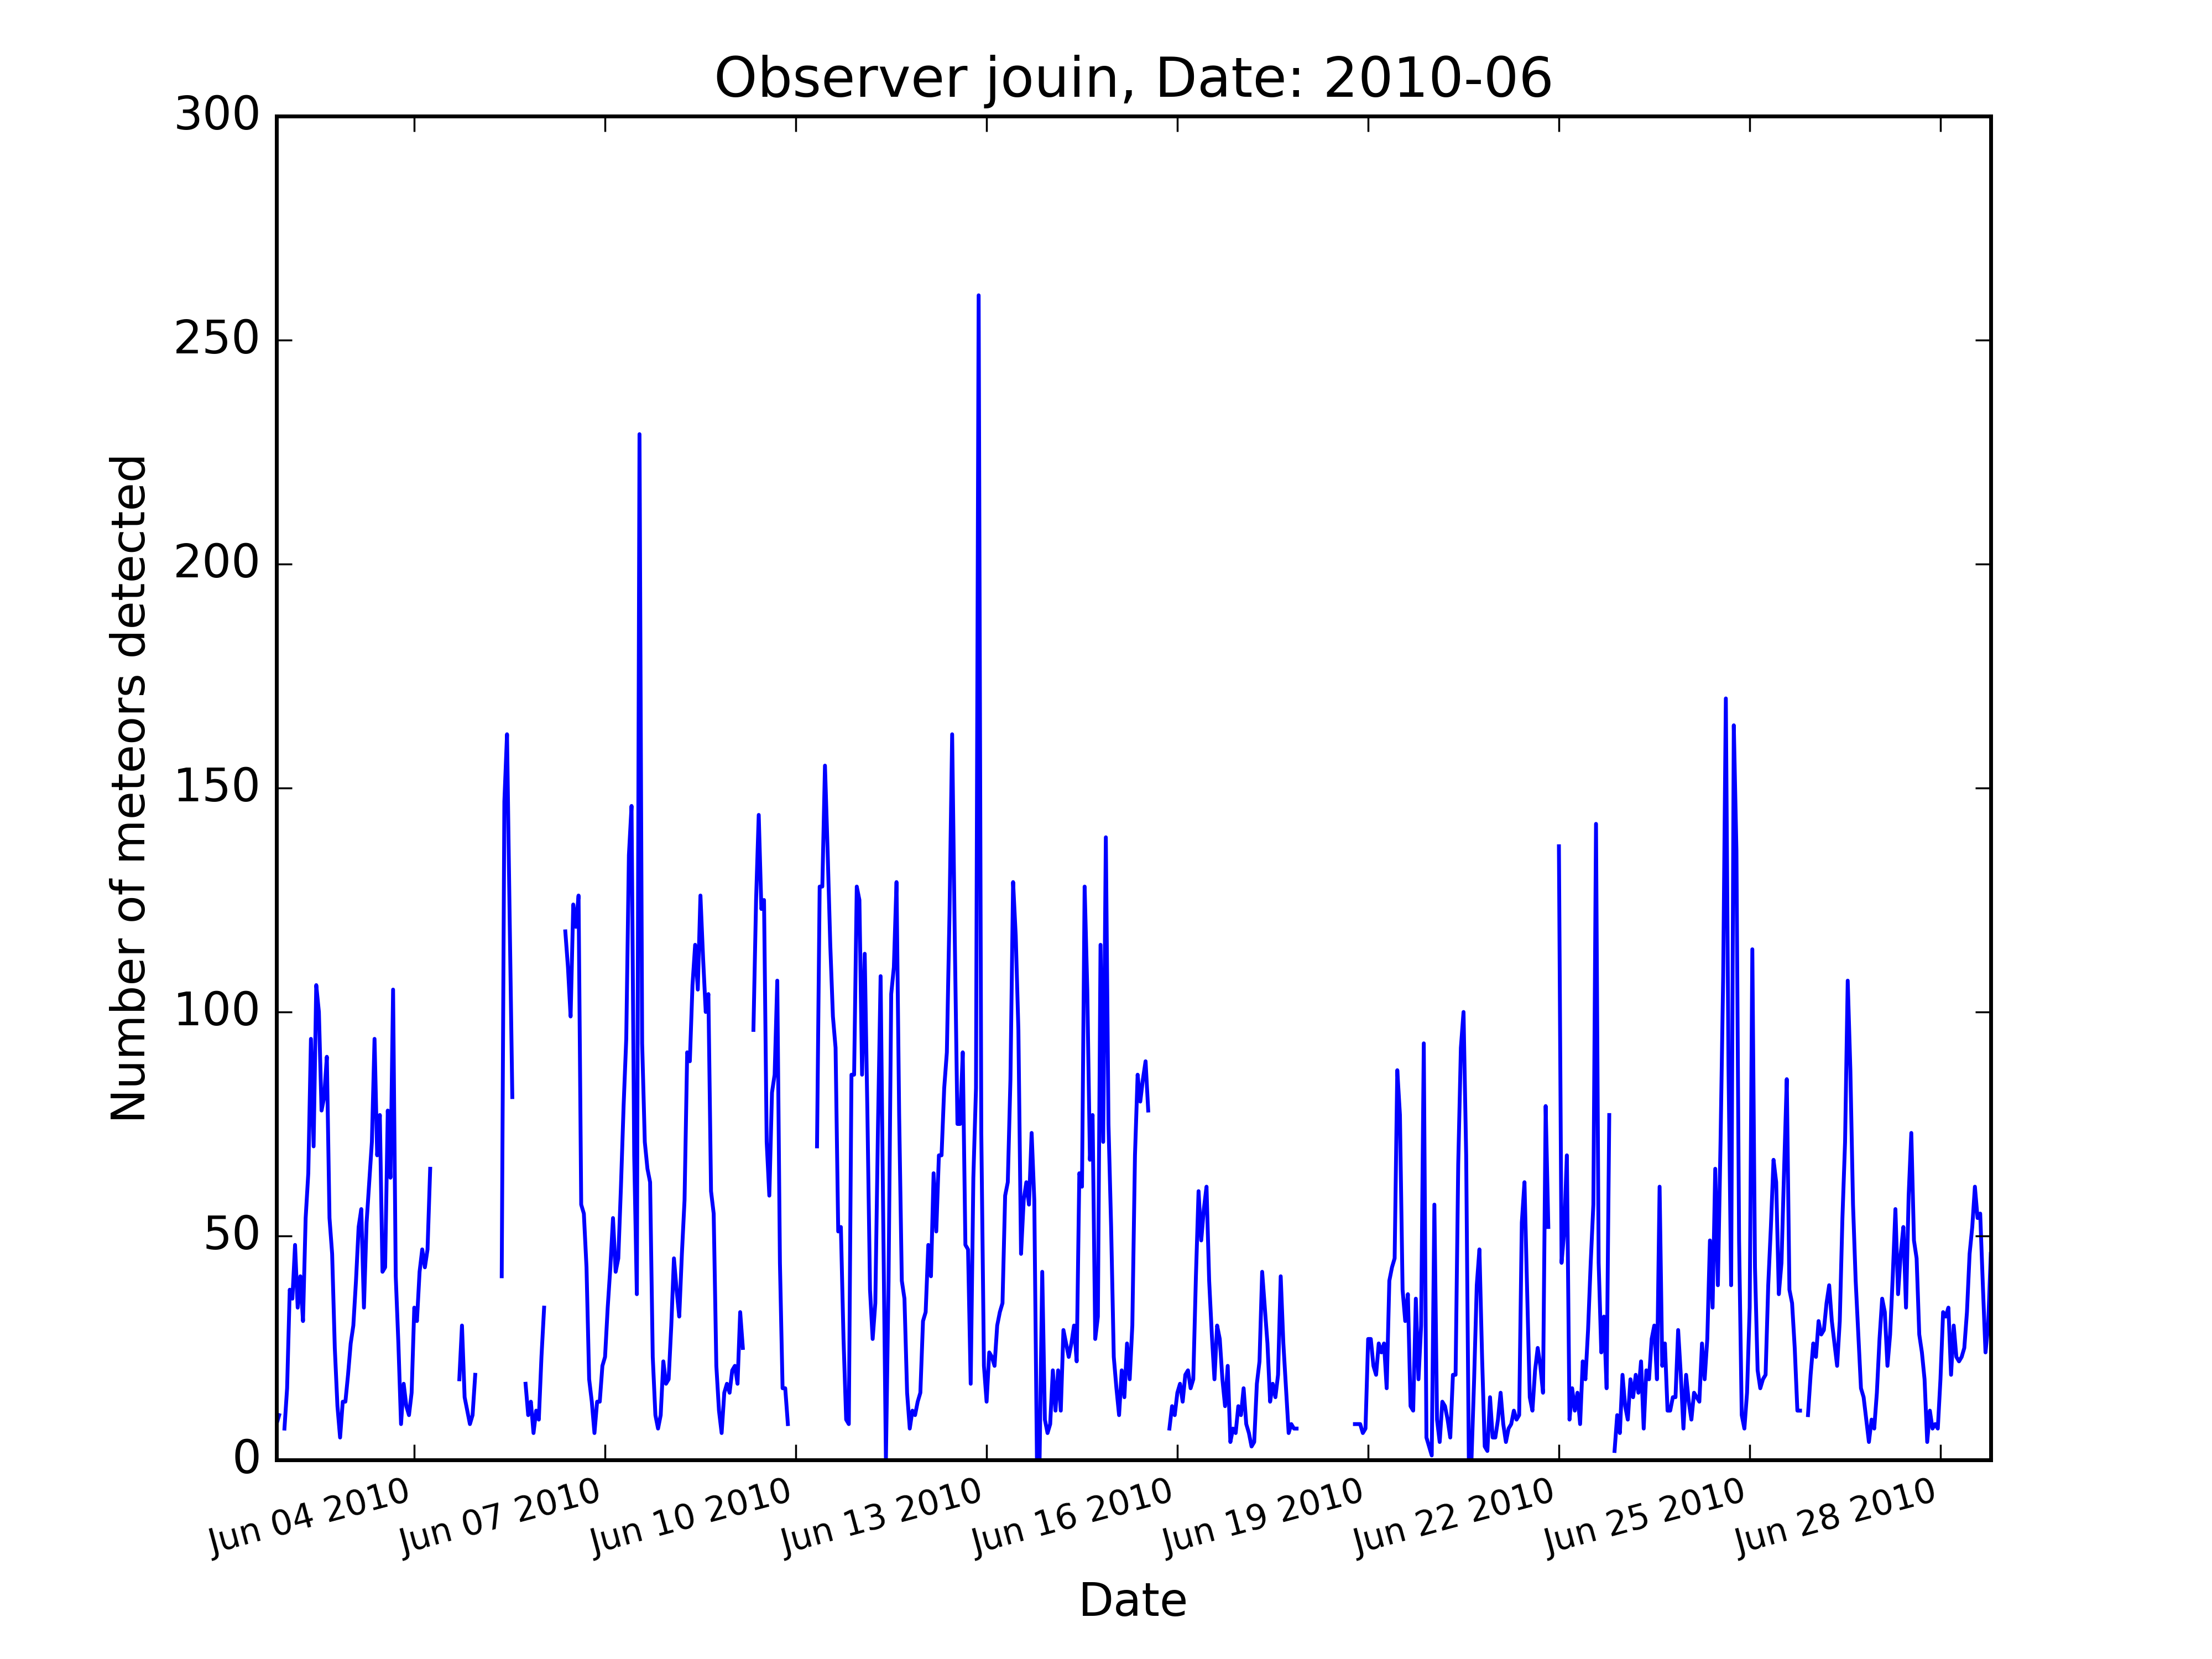 Observer jouin, Date: 2010-06
300
250
200
150
100
50
0
Number of meteors detected
Jun 04 2010
Jun 07 2010
Jun 10 2010
Jun 13 2010
Jun 16 2010
Jun 19 2010
Jun 22 2010
Jun 25 2010
Jun 28 2010
Date